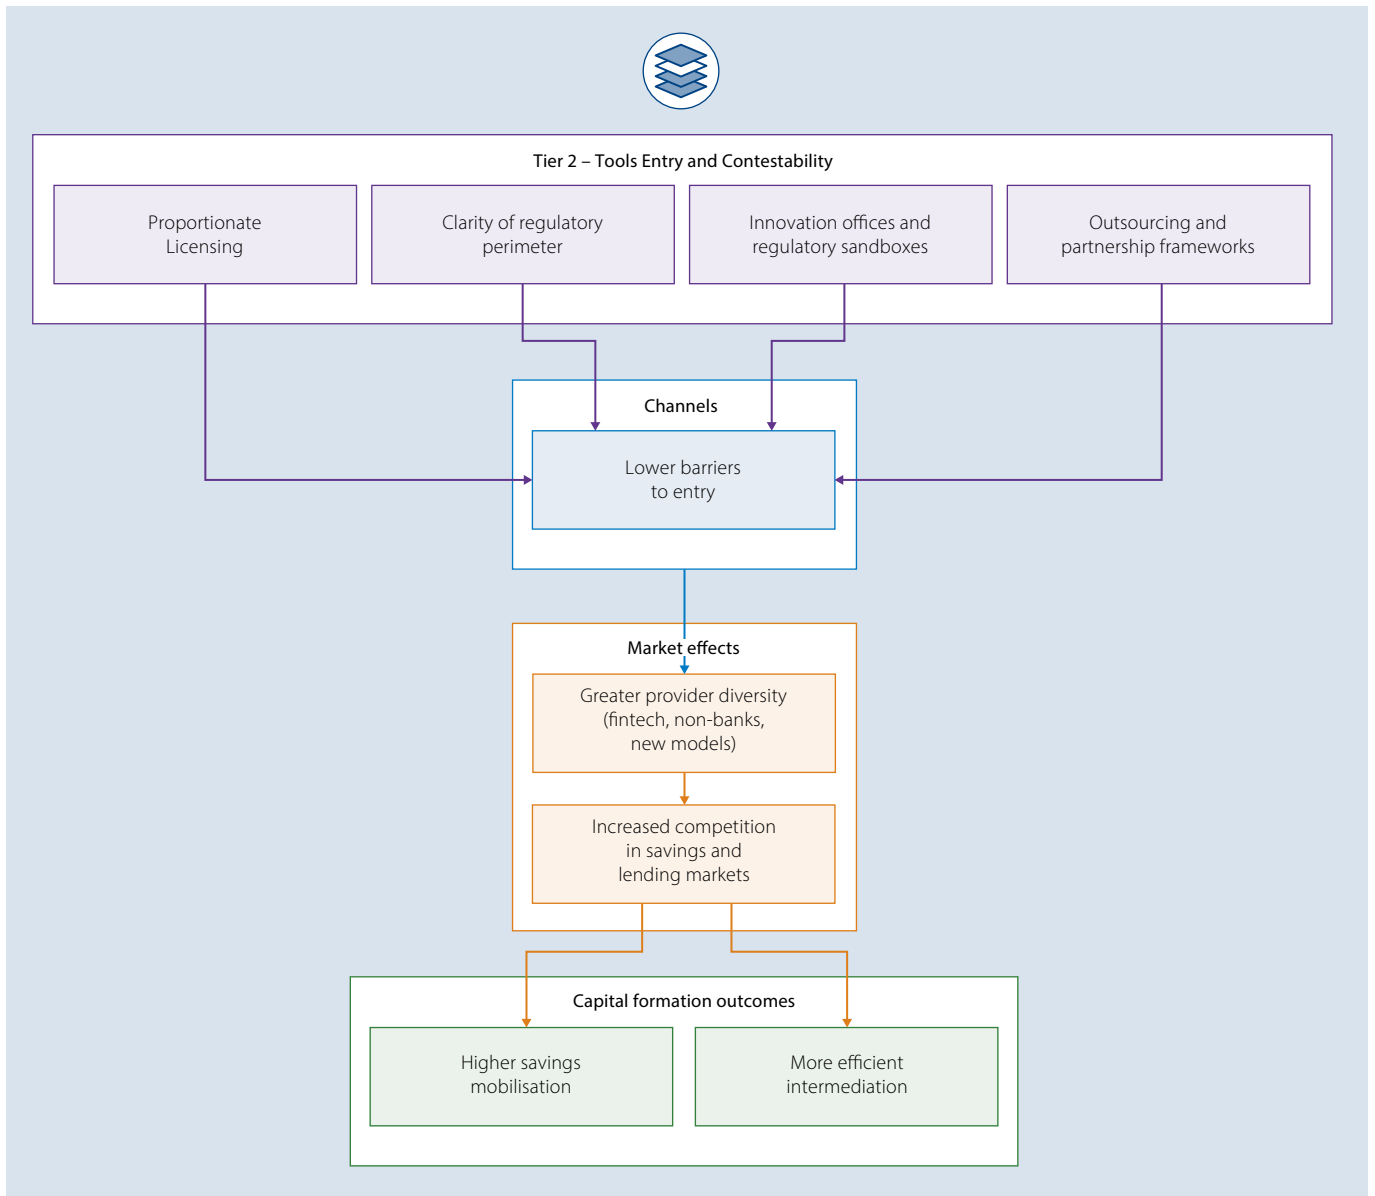 Tier 2 – Tools Entry and Contestability
Proportionate
Licensing
Clarity of regulatory
perimeter
Innovation offices and
regulatory sandboxes
Outsourcing and
partnership frameworks
Channels
Lower barriers
to entry
Market effects
Greater provider diversity
(fintech, non-banks,
new models)
Increased competition
in savings and
lending markets
Capital formation outcomes
Higher savings
mobilisation
More efficient
intermediation